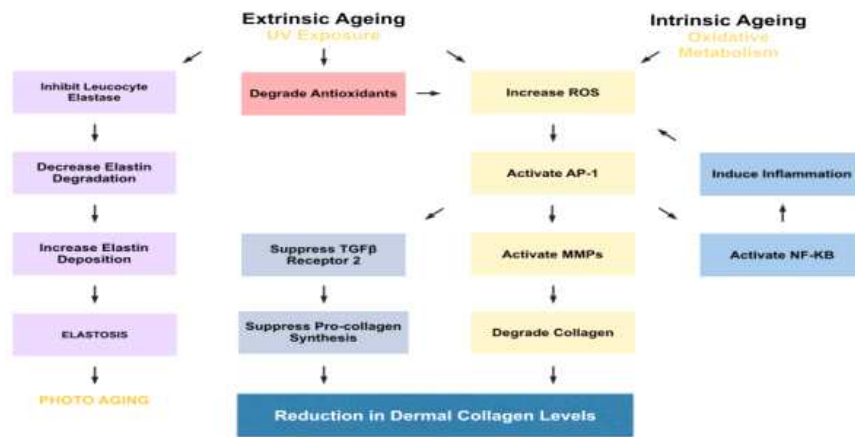 Extrinsic Ageing
UV Exposure
Intrinsic Ageing
Oxidative
Metabolism
Inhibit Leucocyte
Elastase
Degrade Antioxidants
Increase ROS
Decrease Elastin
Degradation
Activate AP-1
Induce Inflammation
Increase Elastin
Deposition
Suppress TGFβ
Receptor 2
Activate MMPs
Activate NF-KB
ELASTOSIS
Suppress Pro-collagen
Synthesis
Degrade Collagen
PHOTO AGING
Reduction in Dermal Collagen Levels